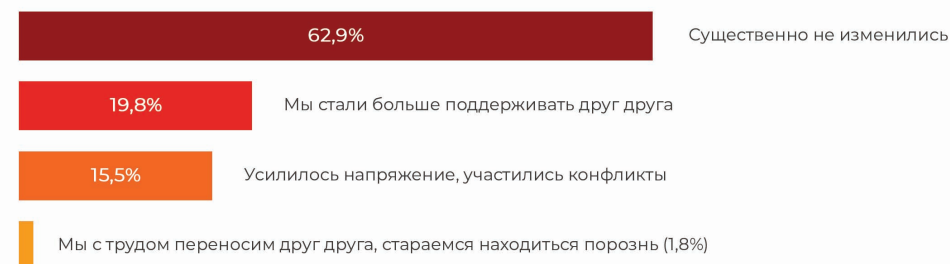 62,9% Существенно не изменились
19,8% Мы стали больше поддерживать друг друга
15,5% Усилилось напряжение, участились конфликты
Мы с трудом переносим друг друга, стараемся находиться порознь (1,8%)